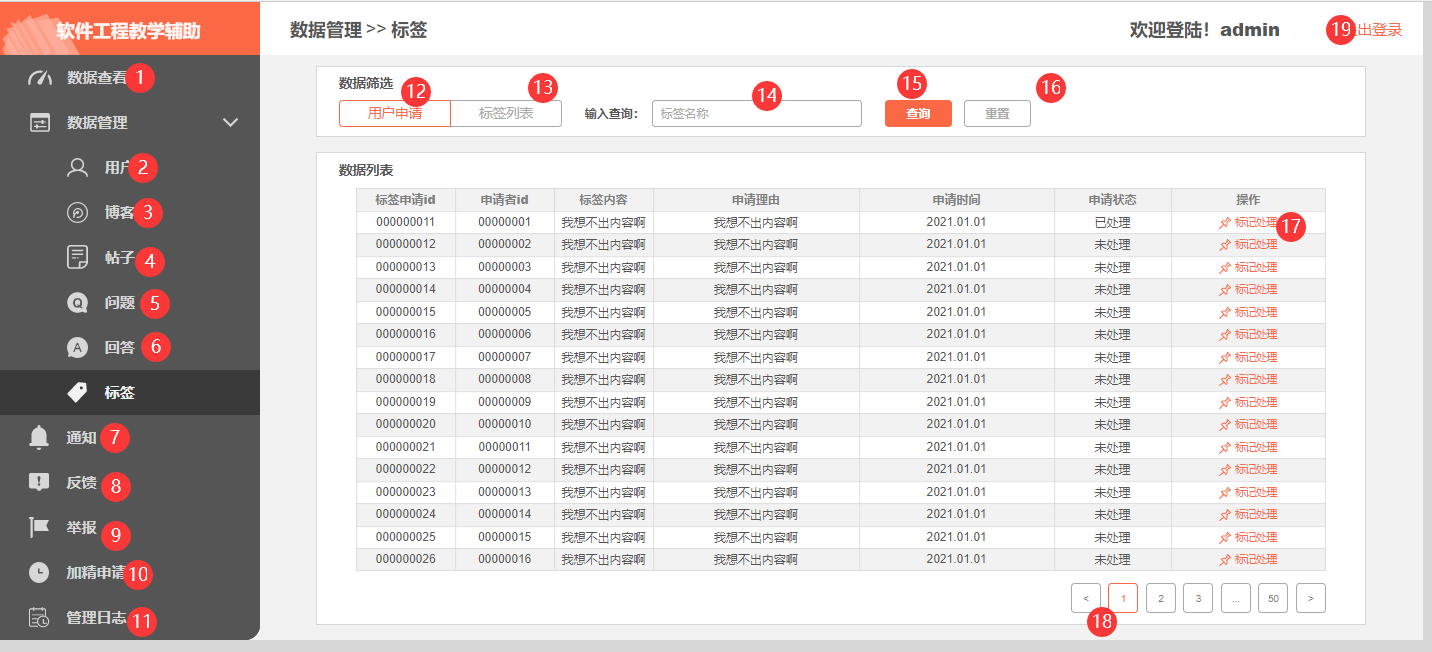 软件工程教学辅助
数据管理 >> 标签
欢迎登陆！admin
19 出登录
数据查看 1
数据管理
用户 2
博客 3
帖子 4
问题 5
回答 6
标签
通知 7
反馈 8
举报 9
加精申请 10
管理日志 11
数据筛选
12 13 14 15 16
用户申请 标签列表 输入查询： 标签名称 查询 重置
数据列表
标签申请id 申请者id 标签内容 申请理由 申请时间 申请状态 操作
000000011 00000001 我想不出内容啊 我想不出内容啊 2021.01.01 已处理 标记处理 17
000000012 00000002 我想不出内容啊 我想不出内容啊 2021.01.01 未处理 标记处理
000000013 00000003 我想不出内容啊 我想不出内容啊 2021.01.01 未处理 标记处理
000000014 00000004 我想不出内容啊 我想不出内容啊 2021.01.01 未处理 标记处理
000000015 00000005 我想不出内容啊 我想不出内容啊 2021.01.01 未处理 标记处理
000000016 00000006 我想不出内容啊 我想不出内容啊 2021.01.01 未处理 标记处理
000000017 00000007 我想不出内容啊 我想不出内容啊 2021.01.01 未处理 标记处理
000000018 00000008 我想不出内容啊 我想不出内容啊 2021.01.01 未处理 标记处理
000000019 00000009 我想不出内容啊 我想不出内容啊 2021.01.01 未处理 标记处理
000000020 00000010 我想不出内容啊 我想不出内容啊 2021.01.01 未处理 标记处理
000000021 00000011 我想不出内容啊 我想不出内容啊 2021.01.01 未处理 标记处理
000000022 00000012 我想不出内容啊 我想不出内容啊 2021.01.01 未处理 标记处理
000000023 00000013 我想不出内容啊 我想不出内容啊 2021.01.01 未处理 标记处理
000000024 00000014 我想不出内容啊 我想不出内容啊 2021.01.01 未处理 标记处理
000000025 00000015 我想不出内容啊 我想不出内容啊 2021.01.01 未处理 标记处理
000000026 00000016 我想不出内容啊 我想不出内容啊 2021.01.01 未处理 标记处理
< 1 2 3 ... 50 >
18